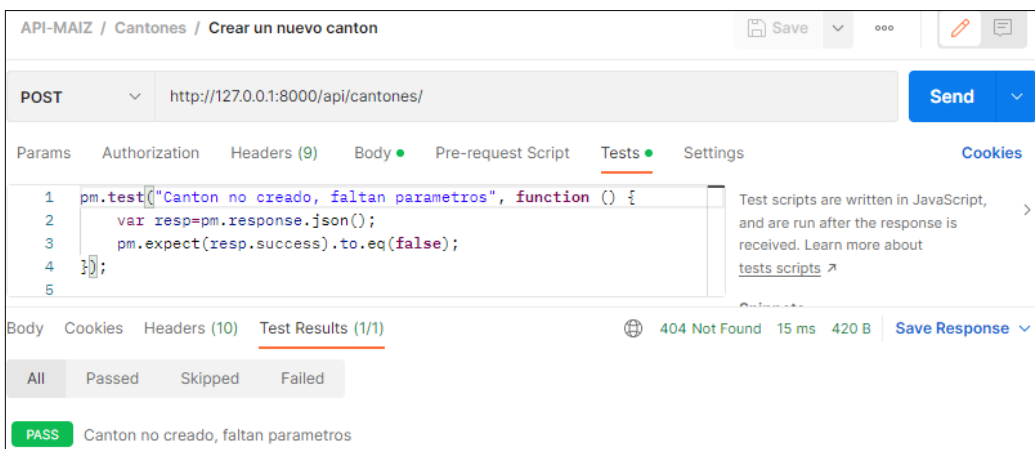 API-MAIZ / Cantones / Crear un nuevo canton Save ooo
POST http://127.0.0.1:8000/api/cantones/ Send
Params Authorization Headers (9) Body Pre-request Script Tests Settings Cookies
1 pm.test("Canton no creado, faltan parametros", function () {
2 var resp=pm.response.json();
3 pm.expect(resp.success).to.eq(false);
4 });
5
Test scripts are written in JavaScript,
and are run after the response is
received. Learn more about
tests scripts ↗
Body Cookies Headers (10) Test Results (1/1) 404 Not Found 15 ms 420 B Save Response
All Passed Skipped Failed
PASS Canton no creado, faltan parametros